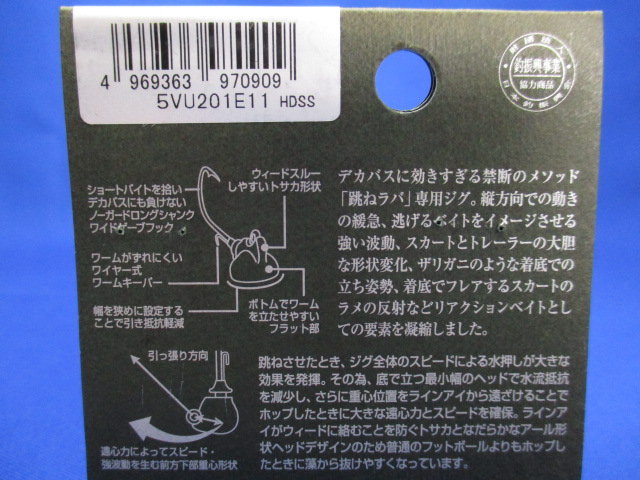 4 969363 970909
5VU201E11 HDSS
釣振興事業
協力商品
ショートバイトを拾い
デカバスにも負けない
ノーガードロングシャンク
ワイドゲープフック
ウィードスルー
しやすいトサカ形状
ワームがずれにくい
ワイヤー式
ワームキーパー
幅を狭めに設定する
ことで引き抵抗軽減
ボトムでワーム
を立たせやすい
フラット部
デカバスに効きすぎる禁断のメソッド
「跳ねラバ」専用ジグ。縦方向での動き
の緩急、逃げるベイトをイメージさせる
強い波動、スカートとトレーラーの大胆
な形状変化、ザリガニのような着底での
立ち姿勢、着底でフレアするスカートの
ラメの反射などリアクションベイトとし
ての要素を凝縮しました。
引っ張り方向
遠心力によってスピード・
強波動を生む前方下部重心形状
跳ねさせたとき、ジグ全体のスピードによる水押しが大きな
効果を発揮。その為、底で立つ最小幅のヘッドで水流抵抗
を減少し、さらに重心位置をラインアイから遠ざけることで
ホップしたときに大きな遠心力とスピードを確保。ラインア
イがウィードに絡むことを防ぐトサカとなだらかなアール形
状ヘッドデザインのため普通のフットボールよりもホップし
たときに藻から抜けやすくなっています。